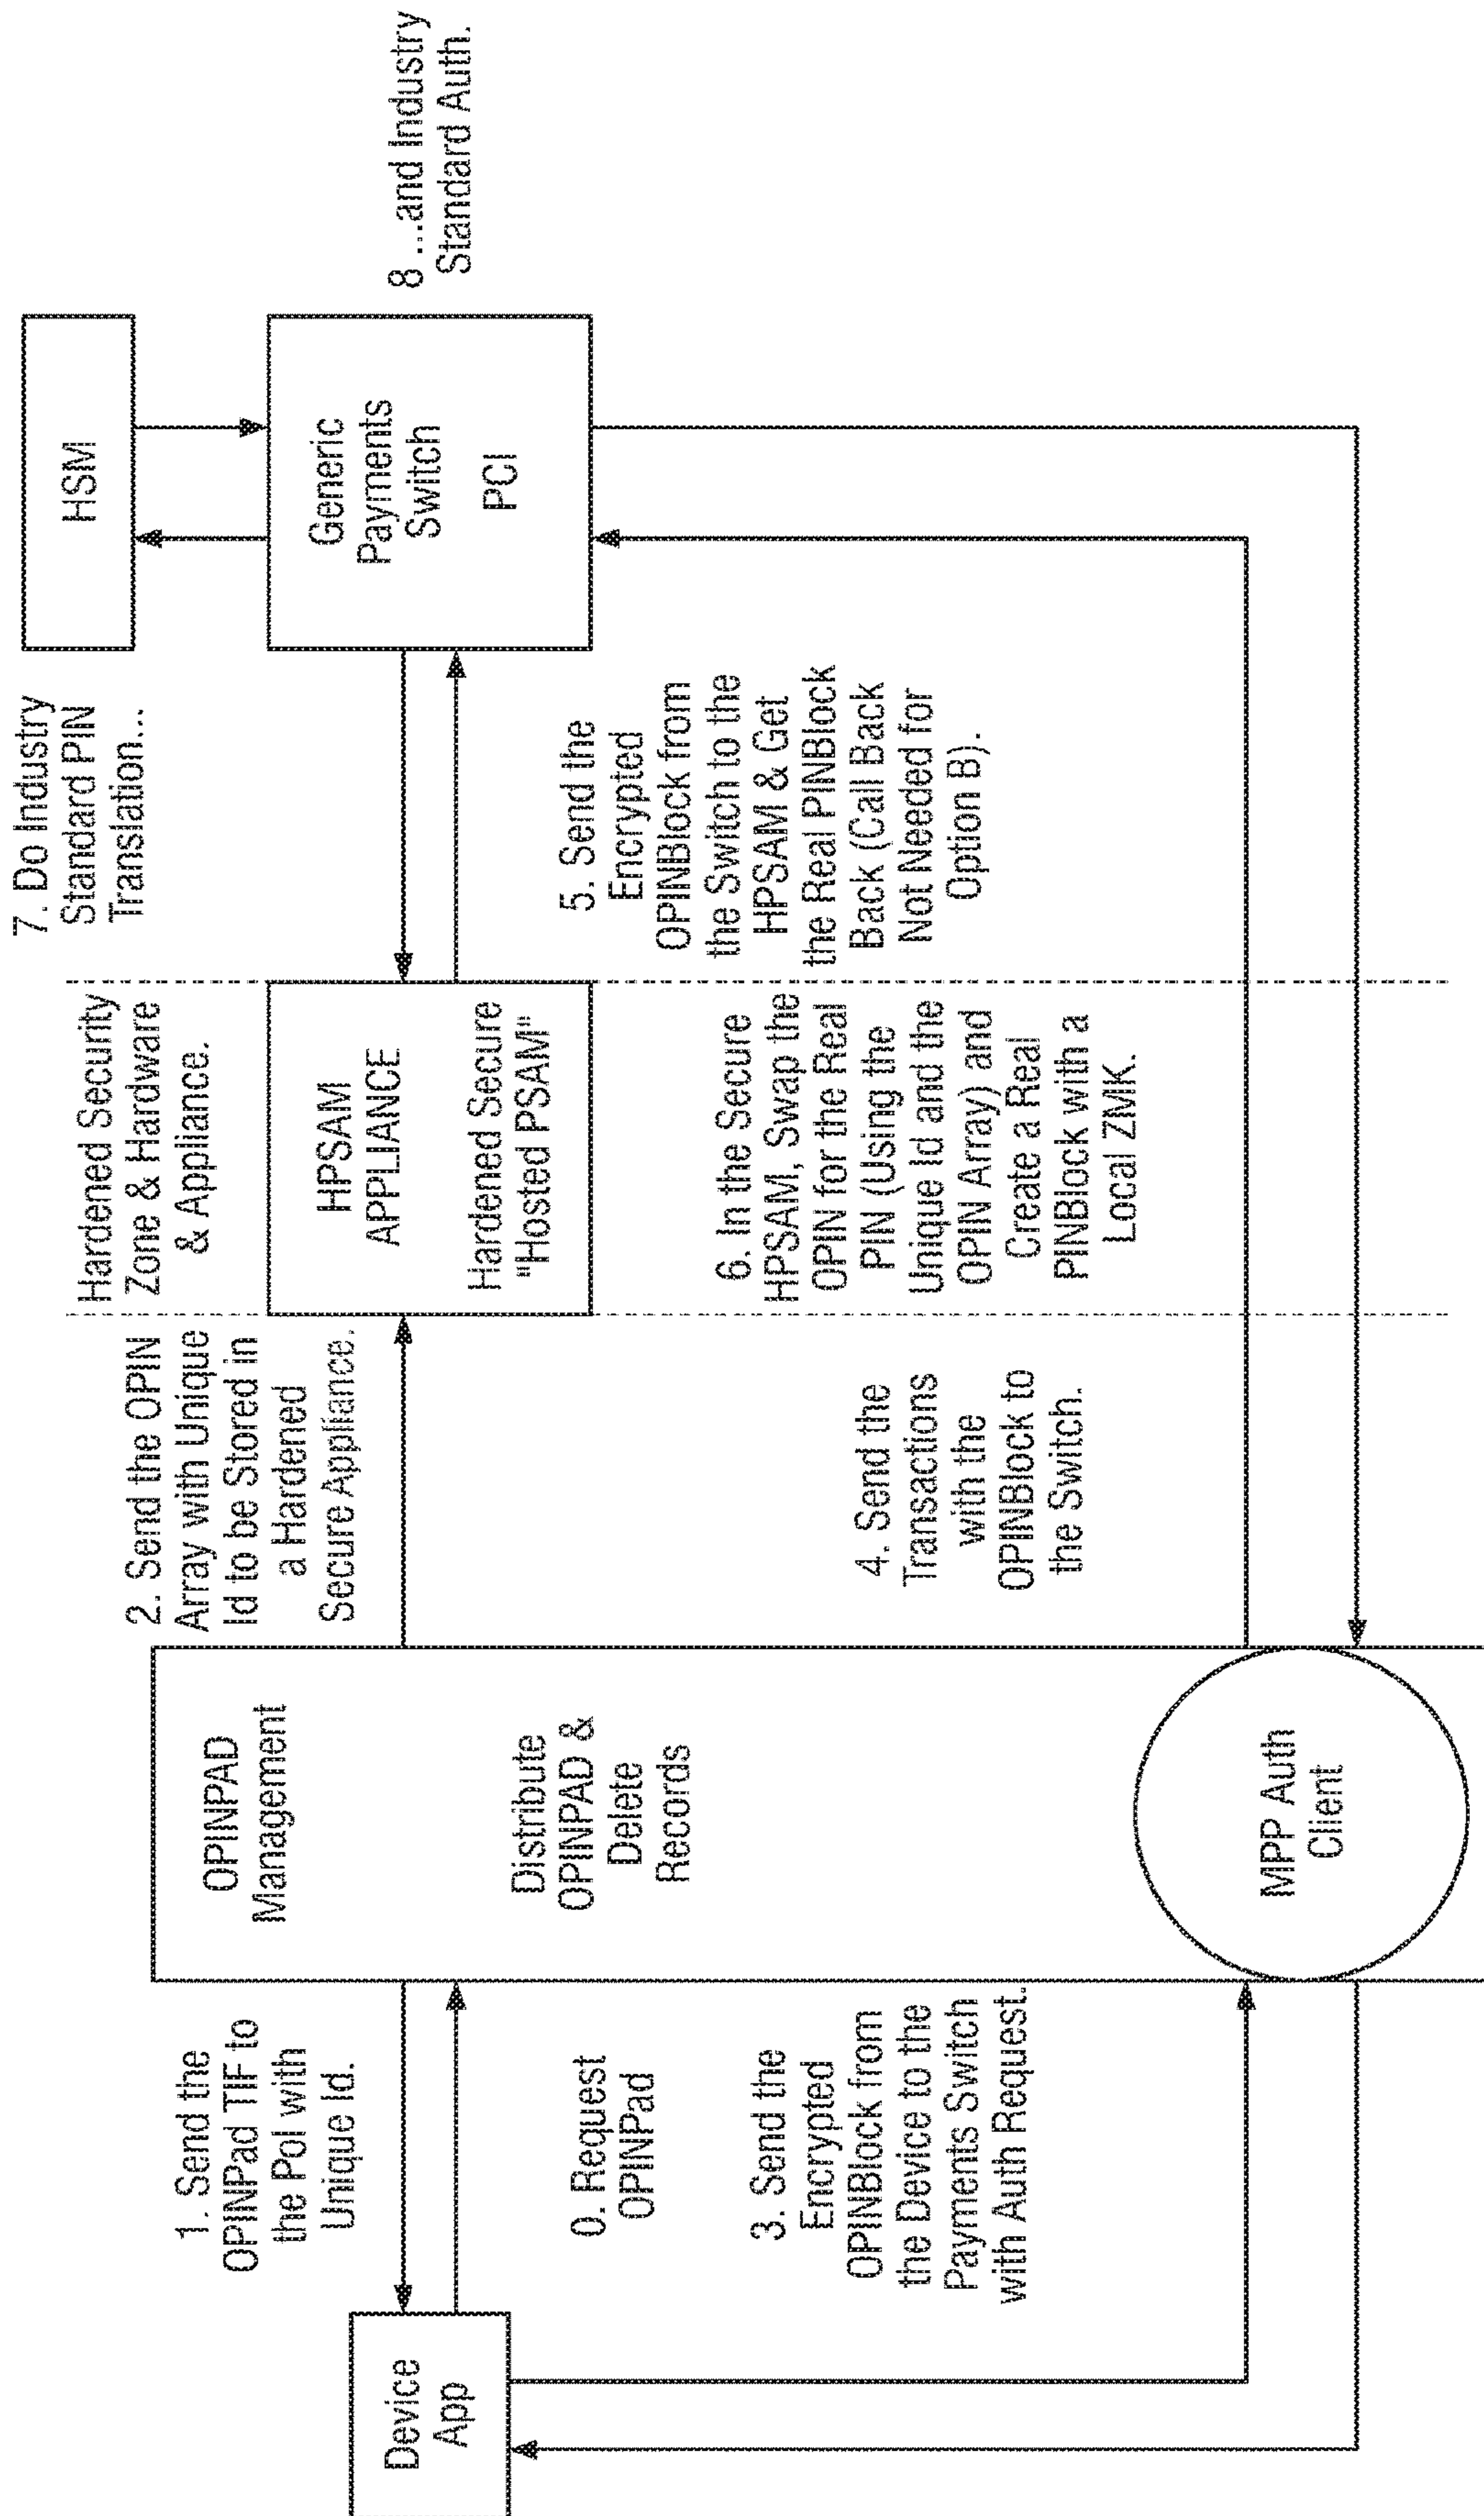 Device
App
1. Send the
OPINPad TIF to
the PoI with
Unique Id.
0. Request
OPINPad
3. Send the
Encrypted
OPINBlock from
the Device to the
Payments Switch
with Auth Request.
OPINPAD
Management
Distribute
OPINPAD &
Delete
Records
MPP Auth
Client
2. Send the OPIN
Array with Unique
Id to be Stored in
a Hardened
Secure Appliance.
4. Send the
Transactions
with the
OPINBlock to
the Switch.
Hardened Security
Zone & Hardware
& Appliance.
HPSAM
APPLIANCE
Hardened Secure
"Hosted PSAM"
6. In the Secure
HPSAM, Swap the
OPIN for the Real
PIN (Using the
Unique Id and the
OPIN Array) and
Create a Real
PINBlock with a
Local ZMK.
7. Do Industry
Standard PIN
Translation...
5. Send the
Encrypted
OPINBlock from
the Switch to the
HPSAM & Get
the Real PINBlock
Back (Call Back
Not Needed for
Option B).
HSM
Generic
Payments
Switch
PCI
8 ...and Industry
Standard Auth.